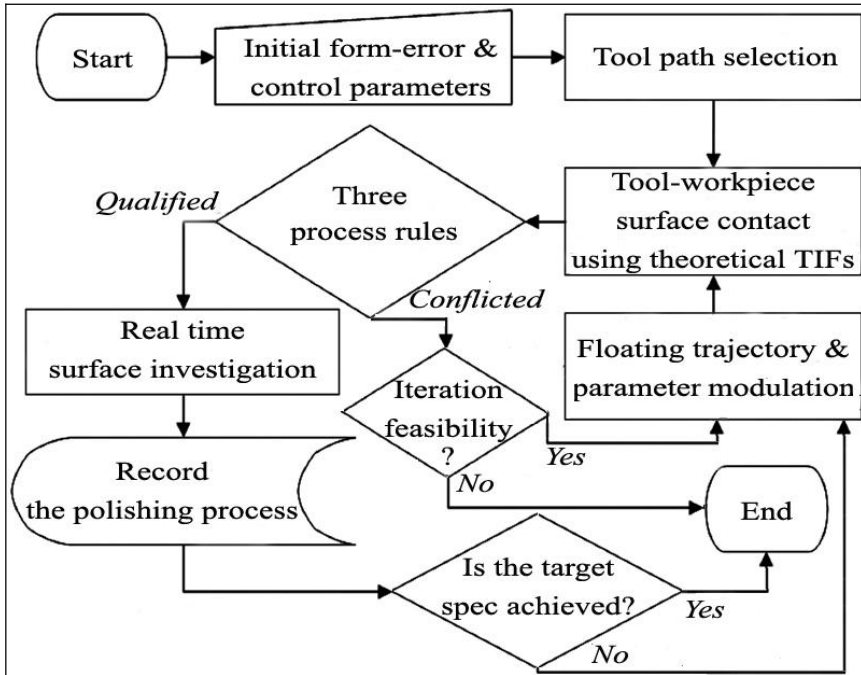 Start
Initial form-error &
control parameters
Tool path selection
Tool-workpiece
surface contact
using theoretical TIFs
Three
process rules
Qualified
Conflicted
Real time
surface investigation
Iteration
feasibility
?
Yes
No
Floating trajectory &
parameter modulation
Record
the polishing process
End
Is the target
spec achieved?
Yes
No